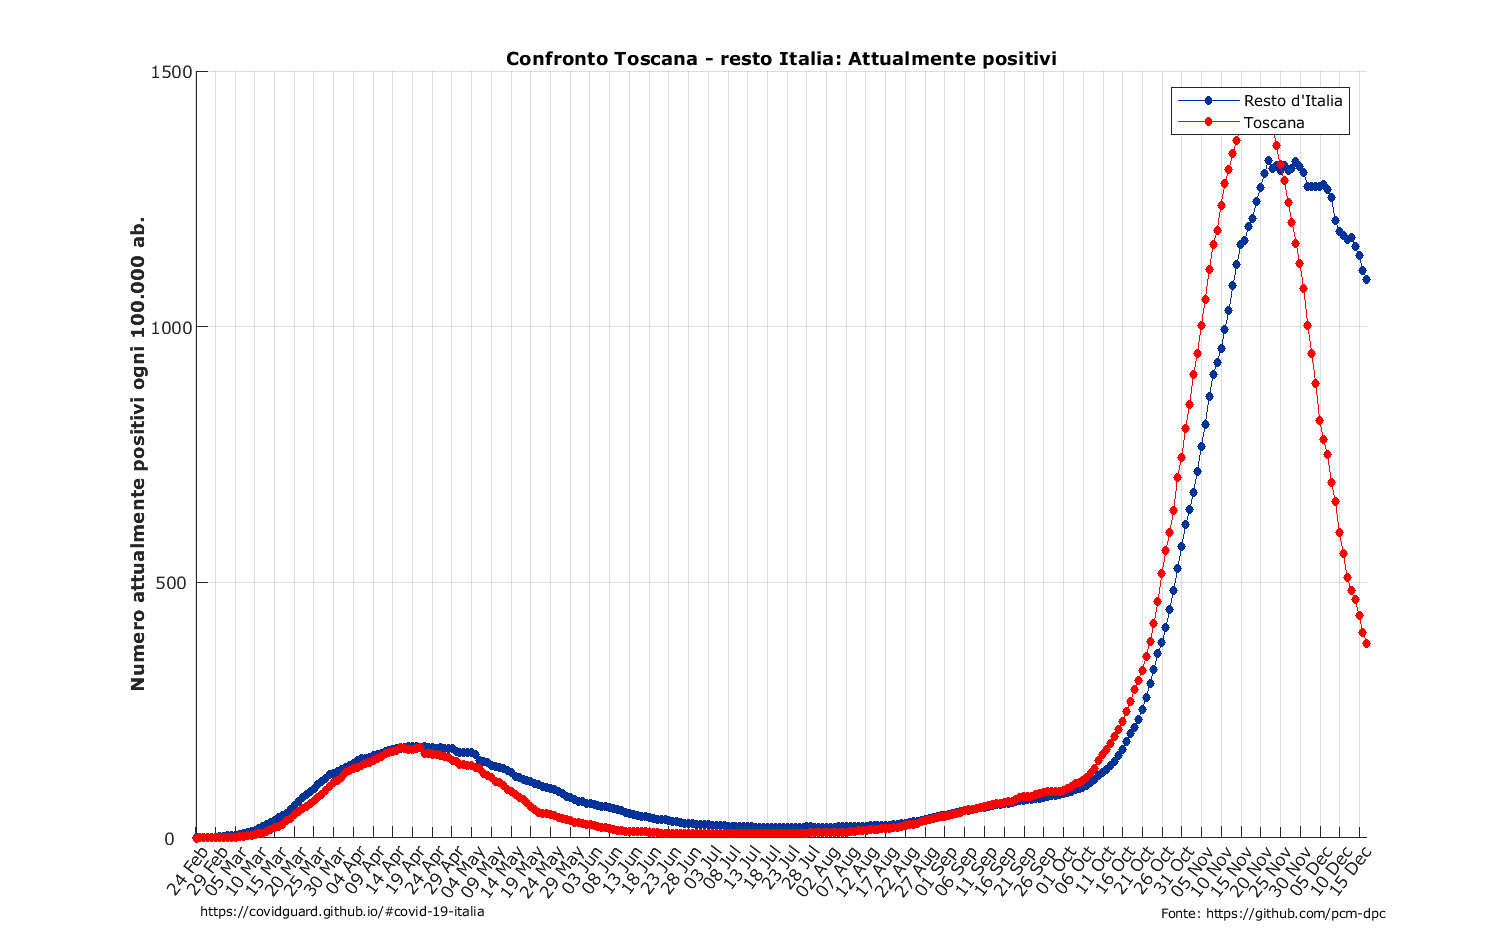 Confronto Toscana - resto Italia: Attualmente positivi
Resto d'Italia
Toscana
Numero attualmente positivi ogni 100.000 ab.
1500
1000
500
0
24 Feb
29 Feb
05 Mar
10 Mar
15 Mar
20 Mar
25 Mar
30 Mar
04 Apr
09 Apr
14 Apr
19 Apr
24 Apr
29 Apr
04 May
09 May
14 May
19 May
24 May
29 May
03 Jun
08 Jun
13 Jun
18 Jun
23 Jun
28 Jun
03 Jul
08 Jul
13 Jul
18 Jul
23 Jul
28 Jul
02 Aug
07 Aug
12 Aug
17 Aug
22 Aug
27 Aug
01 Sep
06 Sep
11 Sep
16 Sep
21 Sep
26 Sep
01 Oct
06 Oct
11 Oct
16 Oct
21 Oct
26 Oct
31 Oct
05 Nov
10 Nov
15 Nov
20 Nov
25 Nov
30 Nov
05 Dec
10 Dec
15 Dec
https://covidguard.github.io/#covid-19-italia
Fonte: https://github.com/pcm-dpc